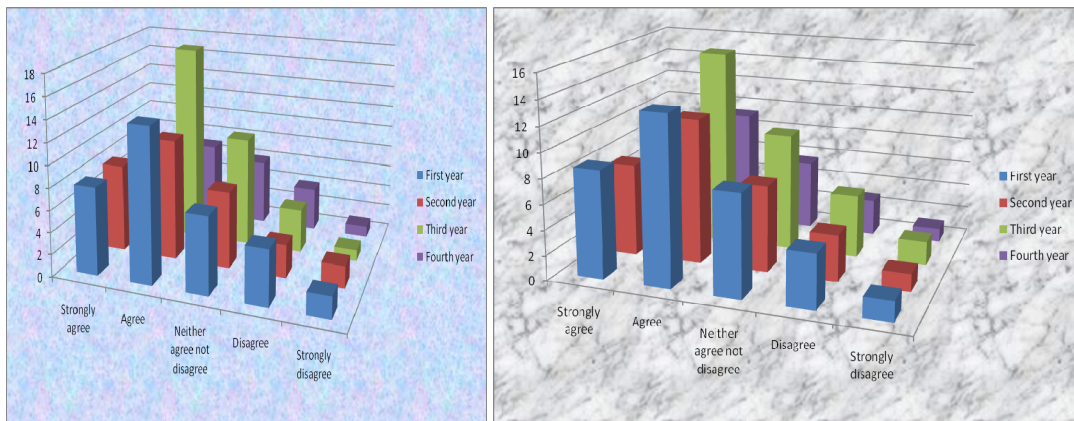 18
16
14
12
10
8
6
4
2
0
Strongly
agree
Agree
Neither
agree not
disagree
Disagree
Strongly
disagree
First year
Second year
Third year
Fourth year
16
14
12
10
8
6
4
2
0
Strongly
agree
Agree
Neither
agree not
disagree
Disagree
Strongly
disagree
First year
Second year
Third year
Fourth year